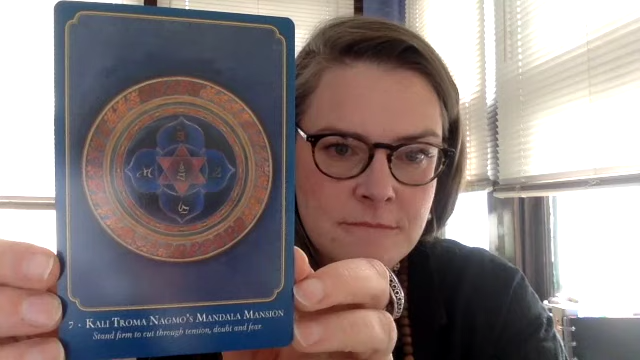 7 · Kali Troma Nagmo's Mandala Mansion
Stand firm to cut through tension, doubt and fear.